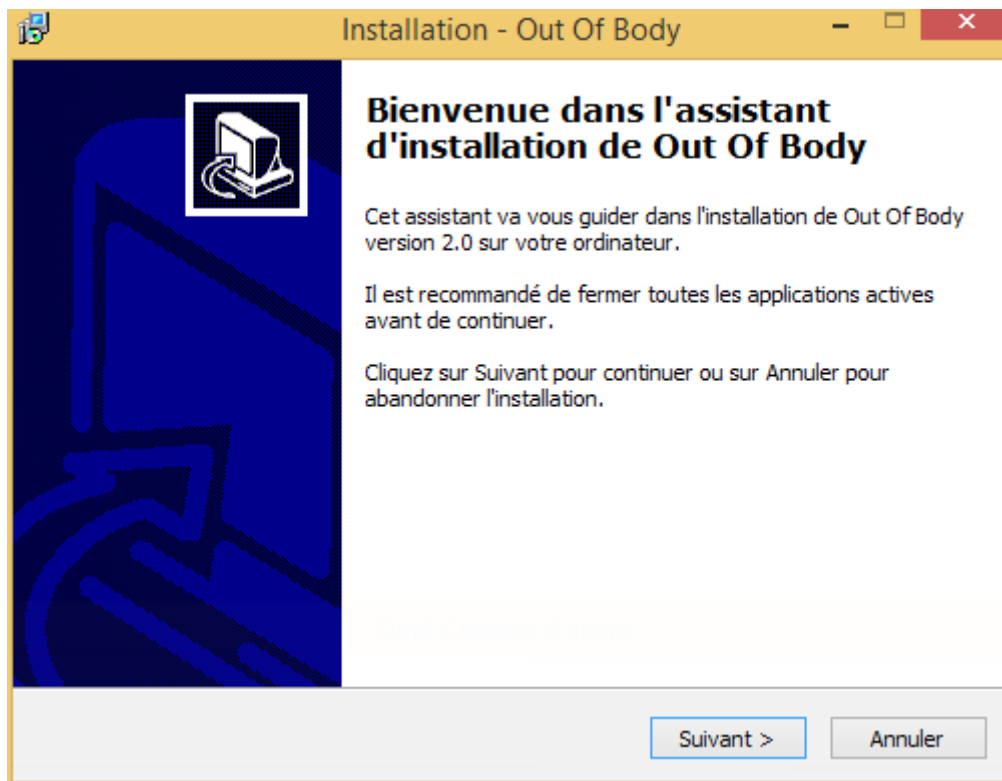 Installation - Out Of Body
Bienvenue dans l'assistant
d'installation de Out Of Body
Cet assistant va vous guider dans l'installation de Out Of Body
version 2.0 sur votre ordinateur.
Il est recommandé de fermer toutes les applications actives
avant de continuer.
Cliquez sur Suivant pour continuer ou sur Annuler pour
abandonner l'installation.
Suivant >
Annuler